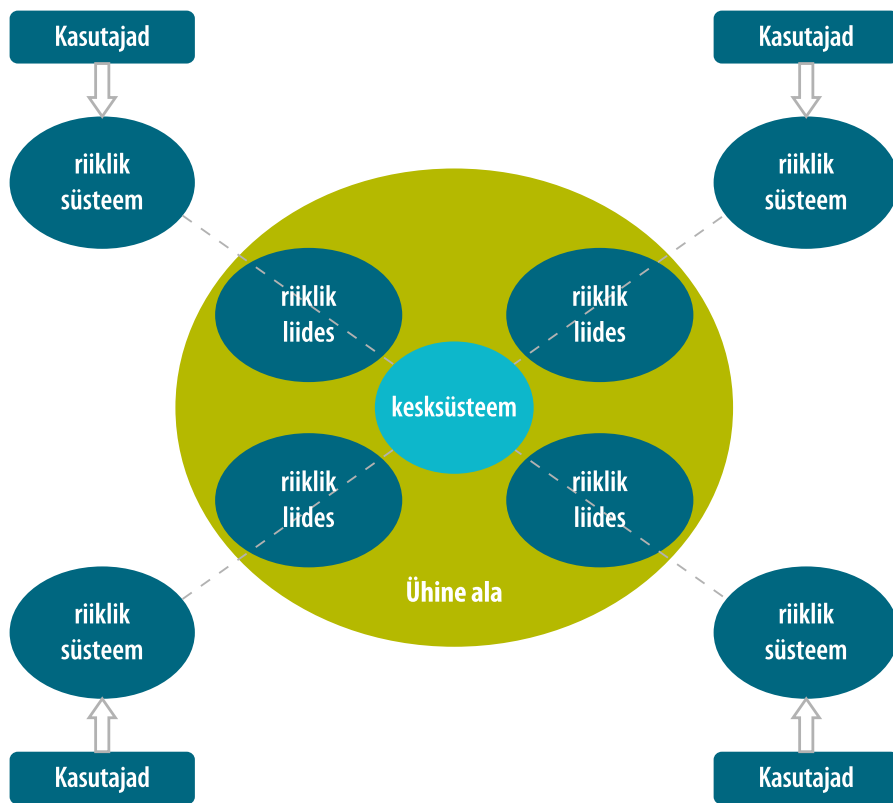 Kasutajad
Kasutajad
riiklik
süsteem
riiklik
süsteem
riiklik
liides
riiklik
liides
kesksüsteem
riiklik
liides
riiklik
liides
Ühine ala
riiklik
süsteem
riiklik
süsteem
Kasutajad
Kasutajad